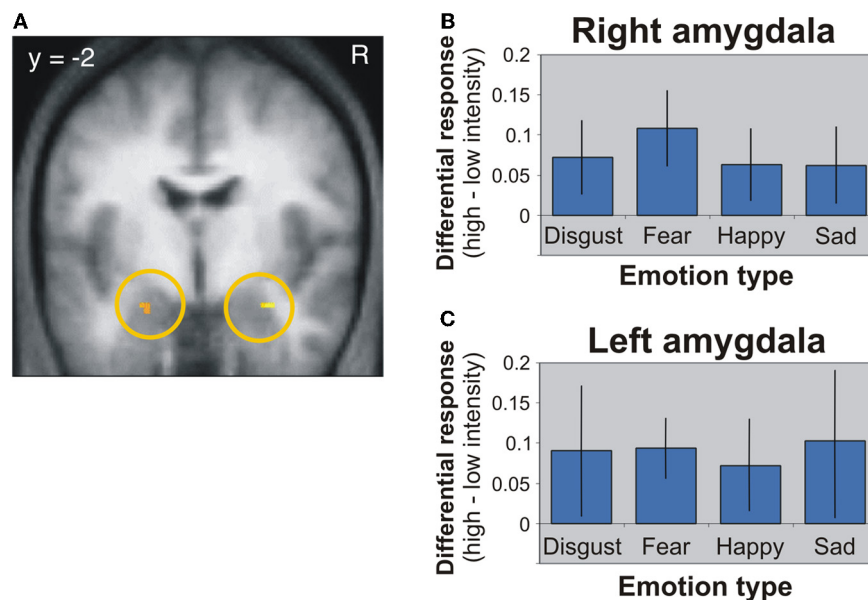 A
y = -2
R
B
Right amygdala
Differential response
(high - low intensity)
0.2
0.15
0.1
0.05
0
Disgust Fear Happy Sad
Emotion type
C
Left amygdala
Differential response
(high - low intensity)
0.2
0.15
0.1
0.05
0
Disgust Fear Happy Sad
Emotion type